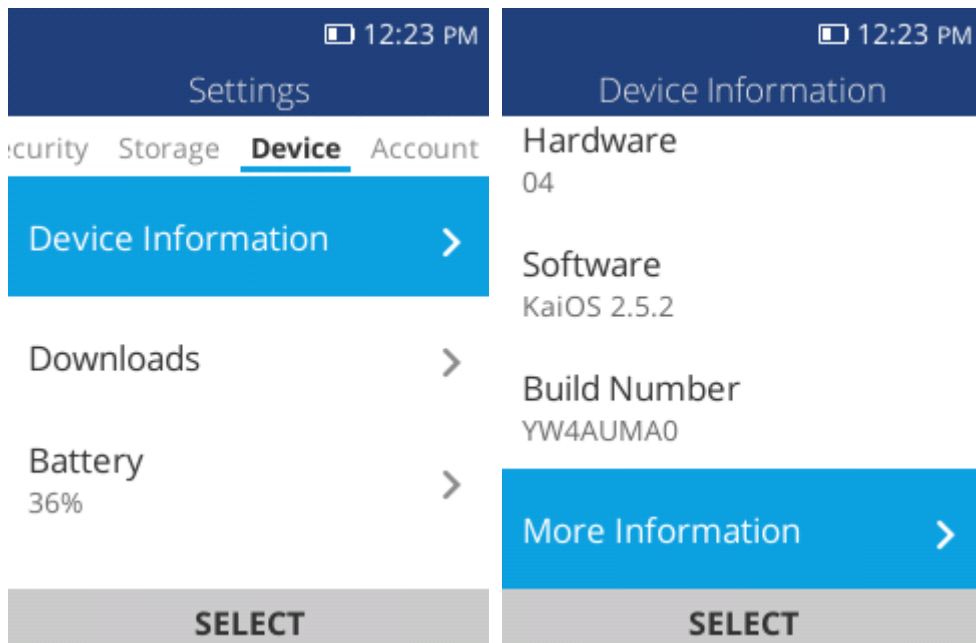 12:23 PM
Settings
curity Storage Device Account
Device Information
Downloads
Battery
36%
SELECT
12:23 PM
Device Information
Hardware
04
Software
KaiOS 2.5.2
Build Number
YW4AUMA0
More Information
SELECT